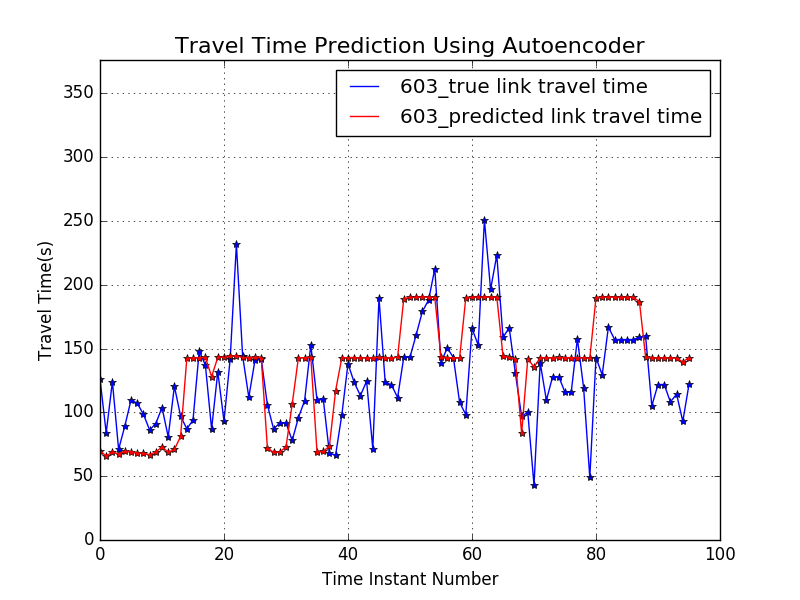 Travel Time Prediction Using Autoencoder
603_true link travel time
603_predicted link travel time
350
300
250
200
150
100
50
0
Travel Time(s)
0 20 40 60 80 100
Time Instant Number